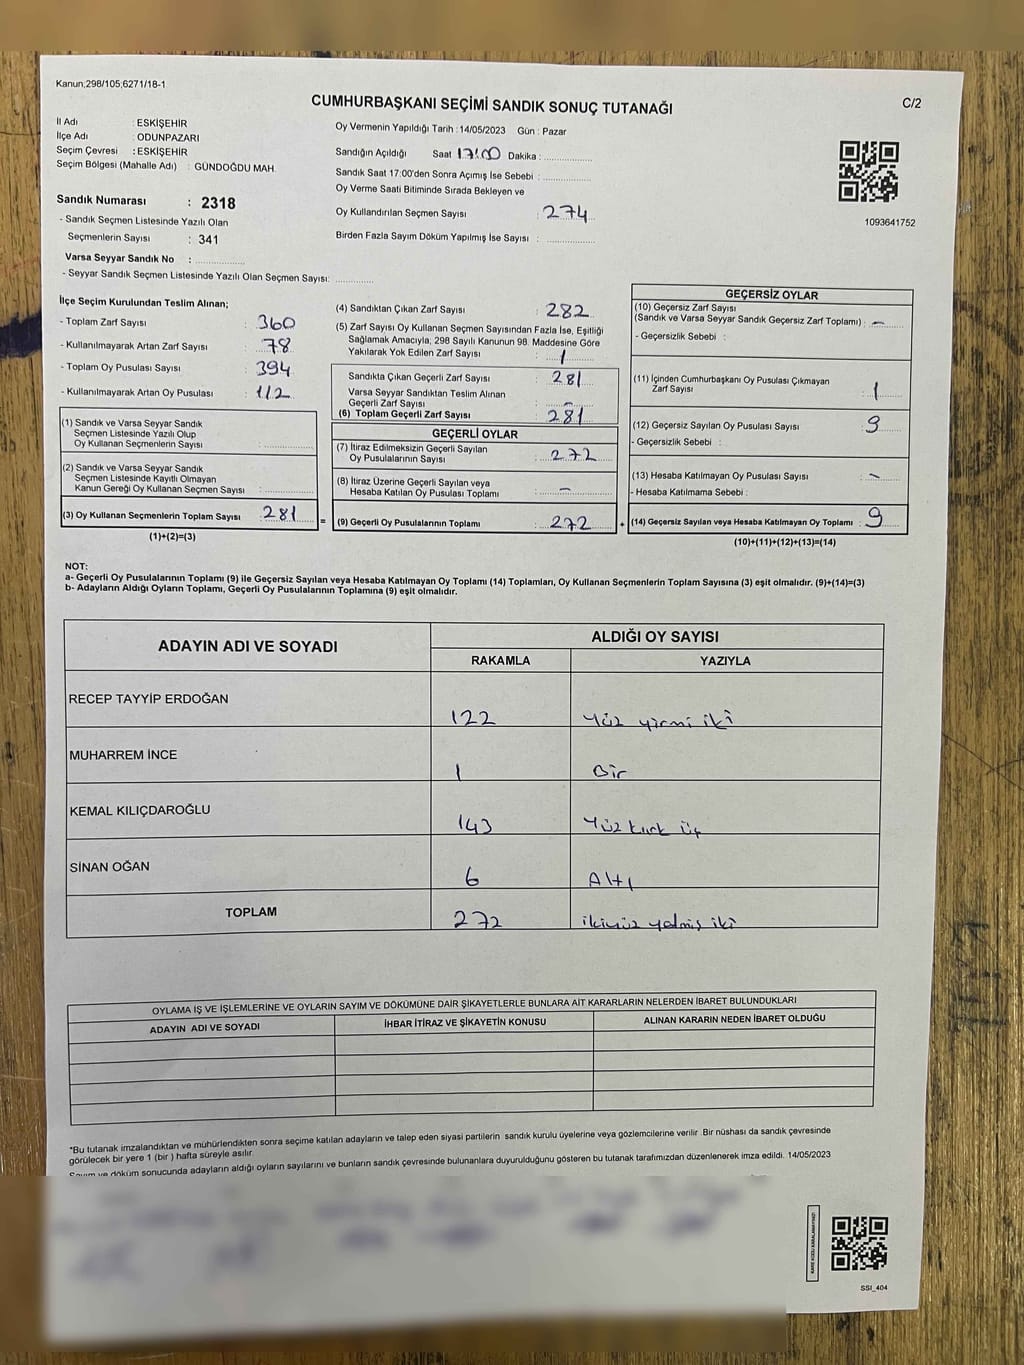 Kanun;298/105;6271/18-1
CUMHURBAŞKANI SEÇİMİ SANDIK SONUÇ TUTANAĞI
C/2
İl Adı : ESKİŞEHİR
İlçe Adı : ODUNPAZARI
Seçim Çevresi : ESKİŞEHİR
Seçim Bölgesi (Mahalle Adı) : GÜNDOĞDU MAH.
Sandık Numarası : 2318
- Sandık Seçmen Listesinde Yazılı Olan
Seçmenlerin Sayısı : 341
Varsa Seyyar Sandık No :
- Seyyar Sandık Seçmen Listesinde Yazılı Olan Seçmen Sayısı:
Oy Vermenin Yapıldığı Tarih : 14/05/2023 Gün : Pazar
Sandığın Açıldığı Saat 17:00 Dakika :
Sandık Saat 17:00'den Sonra Açmış İse Sebebi :
Oy Verme Saati Bitiminde Sırada Bekleyen ve
Oy Kullandırılan Seçmen Sayısı : 274
Birden Fazla Sayım Döküm Yapılmış İse Sayısı :
1093641752
İlçe Seçim Kurulundan Teslim Alınan;
- Toplam Zarf Sayısı : 360
- Kullanılmayarak Artan Zarf Sayısı : 78
- Toplam Oy Pusulası Sayısı : 394
- Kullanılmayarak Artan Oy Pusulası : 112
(1) Sandık ve Varsa Seyyar Sandık
Seçmen Listesinde Yazılı Olup
Oy Kullanan Seçmenlerin Sayısı :
(2) Sandık ve Varsa Seyyar Sandık
Seçmen Listesinde Kayıtlı Olmayan
Kanun Gereği Oy Kullanan Seçmen Sayısı :
(3) Oy Kullanan Seçmenlerin Toplam Sayısı : 281
(1)+(2)=(3)
(4) Sandıktan Çıkan Zarf Sayısı : 282
(5) Zarf Sayısı Oy Kullanan Seçmen Sayısından Fazla İse, Eşitliği
Sağlamak Amacıyla; 298 Sayılı Kanunun 98. Maddesine Göre
Yakılarak Yok Edilen Zarf Sayısı : 1
Sandıkta Çıkan Geçerli Zarf Sayısı : 281
Varsa Seyyar Sandıktan Teslim Alınan
Geçerli Zarf Sayısı : –
(6) Toplam Geçerli Zarf Sayısı : 281
GEÇERLİ OYLAR
(7) İtiraz Edilmeksizin Geçerli Sayılan
Oy Pusulalarının Sayısı : 272
(8) İtiraz Üzerine Geçerli Sayılan veya
Hesaba Katılan Oy Pusulası Toplamı : –
= (9) Geçerli Oy Pusulalarının Toplamı : 272
GEÇERSİZ OYLAR
(10) Geçersiz Zarf Sayısı
(Sandık ve Varsa Seyyar Sandık Geçersiz Zarf Toplamı) : –
- Geçersizlik Sebebi :
(11) İçinden Cumhurbaşkanı Oy Pusulası Çıkmayan
Zarf Sayısı : 1
(12) Geçersiz Sayılan Oy Pusulası Sayısı : 9
- Geçersizlik Sebebi :
(13) Hesaba Katılmayan Oy Pusulası Sayısı : –
- Hesaba Katılmama Sebebi :
+ (14) Geçersiz Sayılan veya Hesaba Katılmayan Oy Toplamı : 9
(10)+(11)+(12)+(13)=(14)
NOT:
a- Geçerli Oy Pusulalarının Toplamı (9) ile Geçersiz Sayılan veya Hesaba Katılmayan Oy Toplamı (14) Toplamları, Oy Kullanan Seçmenlerin Toplam Sayısına (3) eşit olmalıdır. (9)+(14)=(3)
b- Adayların Aldığı Oyların Toplamı, Geçerli Oy Pusulalarının Toplamına (9) eşit olmalıdır.
ADAYIN ADI VE SOYADI
ALDIĞI OY SAYISI
RAKAMLA YAZIYLA
RECEP TAYYİP ERDOĞAN 122 Yüz yirmi iki
MUHARREM İNCE 1 Bir
KEMAL KILIÇDAROĞLU 143 Yüz kırk üç
SİNAN OĞAN 6 Altı
TOPLAM 272 ikiyüz yetmiş iki
OYLAMA İŞ VE İŞLEMLERİNE VE OYLARIN SAYIM VE DÖKÜMÜNE DAİR ŞİKAYETLERLE BUNLARA AİT KARARLARIN NELERDEN İBARET BULUNDUKLARI
ADAYIN ADI VE SOYADI İHBAR İTİRAZ VE ŞİKAYETİN KONUSU ALINAN KARARIN NEDEN İBARET OLDUĞU
*Bu tutanak imzalandıktan ve mühürlendikten sonra seçime katılan adayların ve talep eden siyasi partilerin sandık kurulu üyelerine veya gözlemcilerine verilir. Bir nüshası da sandık çevresinde
görülecek bir yere 1 (bir) hafta süreyle asılır.
Sayım ve döküm sonucunda adayların aldığı oyların sayılarını ve bunların sandık çevresinde bulunanlara duyurulduğunu gösteren bu tutanak tarafımızdan düzenlenerek imza edildi. 14/05/2023
SSI_404